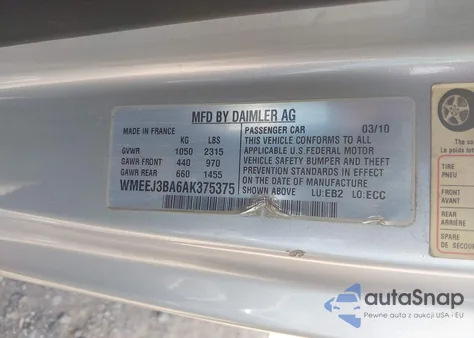 MFD BY DAIMLER AG
MADE IN FRANCE
KG LBS
GVWR 1050 2315
GAWR FRONT 440 970
GAWR REAR 660 1455
WMEEJ3BA6AK375375
PASSENGER CAR 03/10
THIS VEHICLE CONFORMS TO ALL
APPLICABLE U.S.FEDERAL MOTOR
VEHICLE SAFETY BUMPER AND THEFT
PREVENTION STANDARDS IN EFFECT
ON THE DATE OF MANUFACTURE
SHOWN ABOVE LU:EB2 LO:ECC
TIRE
PNEU
FRONT
AVANT
REAR
ARRIÈRE
SPARE
DE SECOU
autoSnap
Pewne auta z aukcji USA i EU